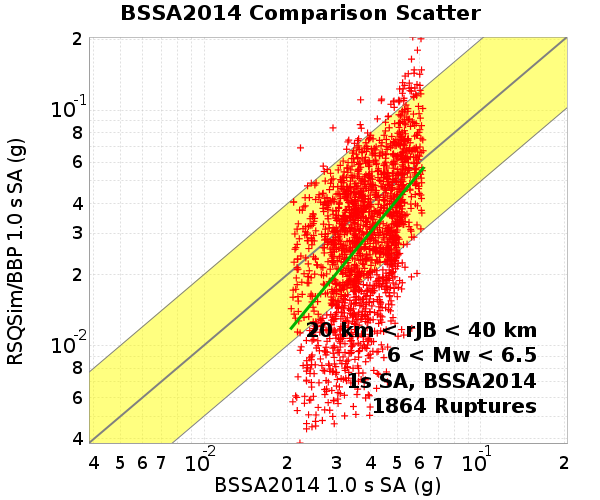 BSSA2014 Comparison Scatter
RSQSim/BBP 1.0 s SA (g)
2
10-1
8
6
4
3
2
10-2
8
6
4
20 km < rJB < 40 km
6 < Mw < 6.5
1s SA, BSSA2014
1864 Ruptures
4 5 6 7 10-2 2 3 4 5 6 7 10-1 2
BSSA2014 1.0 s SA (g)